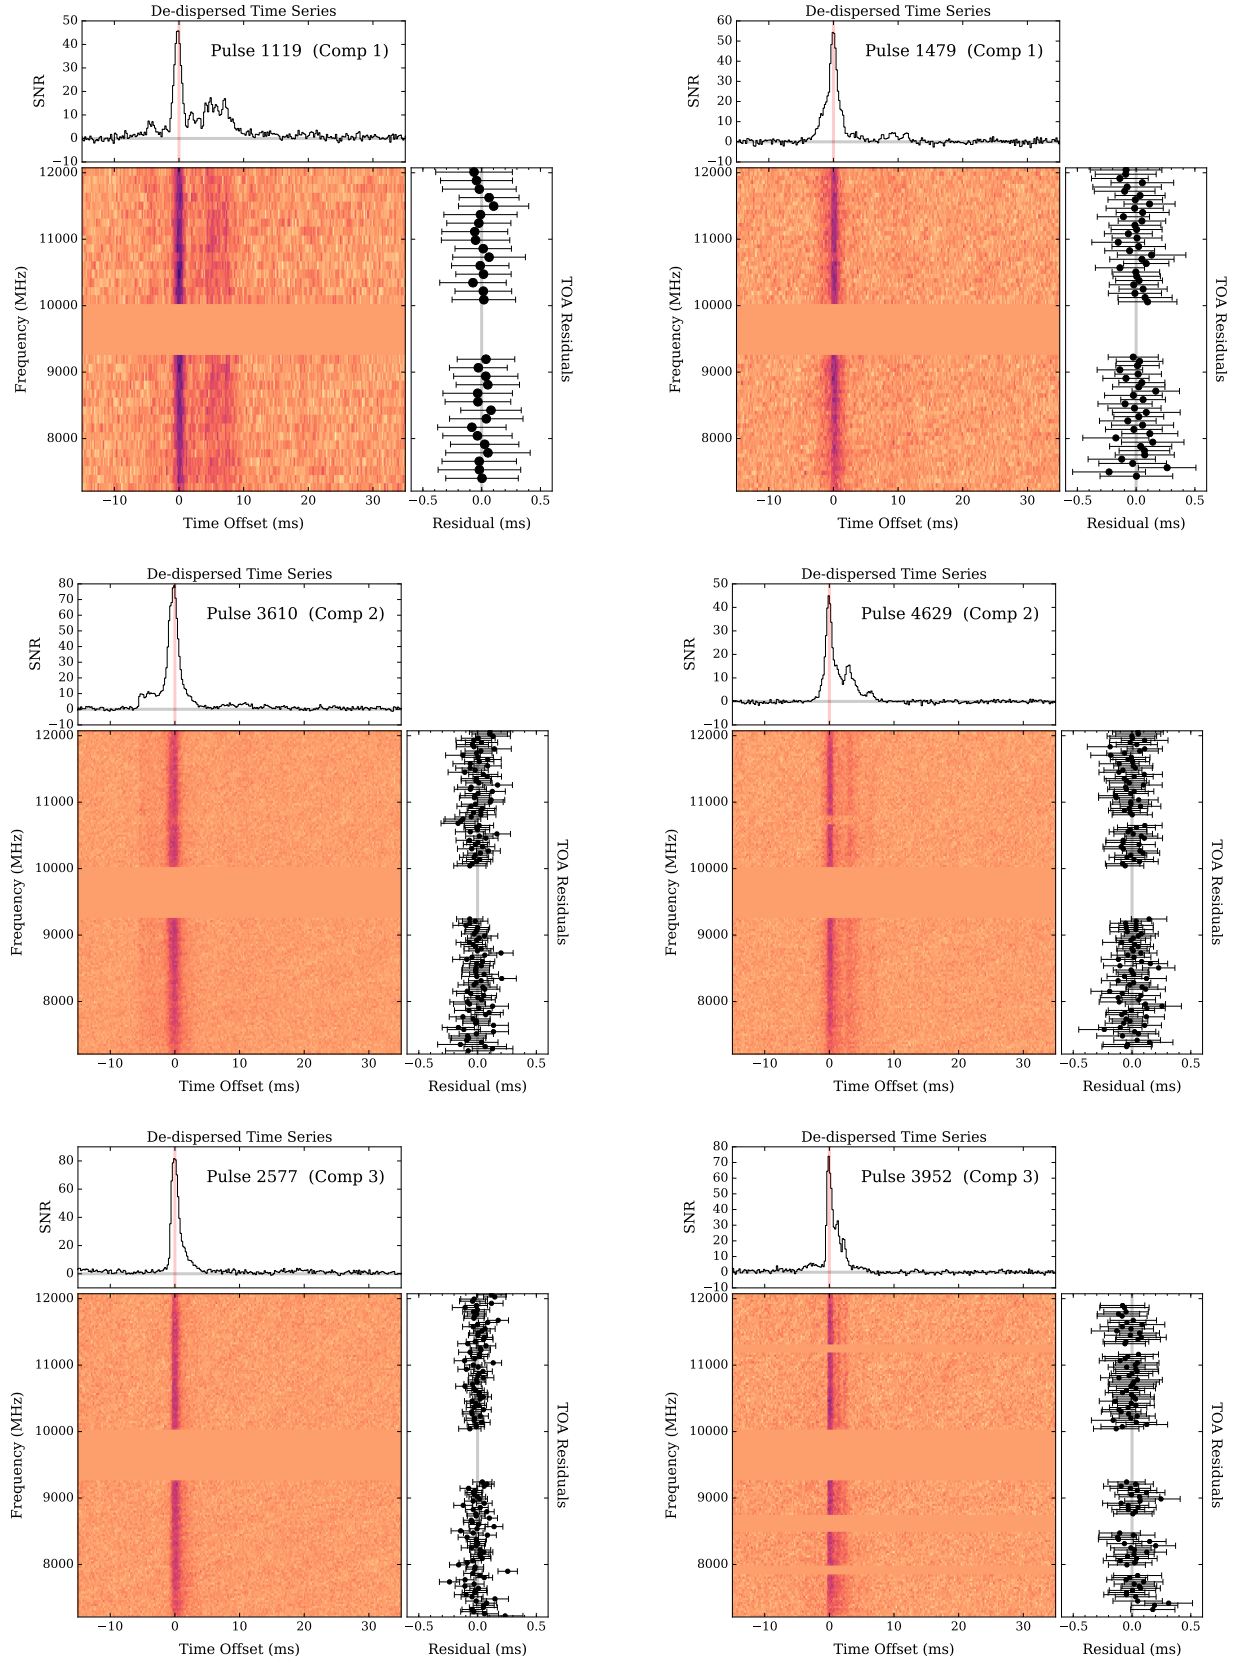 De-dispersed Time Series
Pulse 1119 (Comp 1)
SNR
50
40
30
20
10
0
−10
12000
11000
10000
9000
8000
Frequency (MHz)
−10 0 10 20 30
Time Offset (ms)
−0.5 0.0 0.5
Residual (ms)
TOA Residuals
De-dispersed Time Series
Pulse 1479 (Comp 1)
SNR
60
50
40
30
20
10
0
−10
12000
11000
10000
9000
8000
Frequency (MHz)
−10 0 10 20 30
Time Offset (ms)
−0.5 0.0 0.5
Residual (ms)
TOA Residuals
De-dispersed Time Series
Pulse 3610 (Comp 2)
SNR
80
70
60
50
40
30
20
10
0
−10
12000
11000
10000
9000
8000
Frequency (MHz)
−10 0 10 20 30
Time Offset (ms)
−0.5 0.0 0.5
Residual (ms)
TOA Residuals
De-dispersed Time Series
Pulse 4629 (Comp 2)
SNR
50
40
30
20
10
0
−10
12000
11000
10000
9000
8000
Frequency (MHz)
−10 0 10 20 30
Time Offset (ms)
−0.5 0.0 0.5
Residual (ms)
TOA Residuals
De-dispersed Time Series
Pulse 2577 (Comp 3)
SNR
80
60
40
20
0
12000
11000
10000
9000
8000
Frequency (MHz)
−10 0 10 20 30
Time Offset (ms)
−0.5 0.0 0.5
Residual (ms)
TOA Residuals
De-dispersed Time Series
Pulse 3952 (Comp 3)
SNR
80
70
60
50
40
30
20
10
0
−10
12000
11000
10000
9000
8000
Frequency (MHz)
−10 0 10 20 30
Time Offset (ms)
−0.5 0.0 0.5
Residual (ms)
TOA Residuals